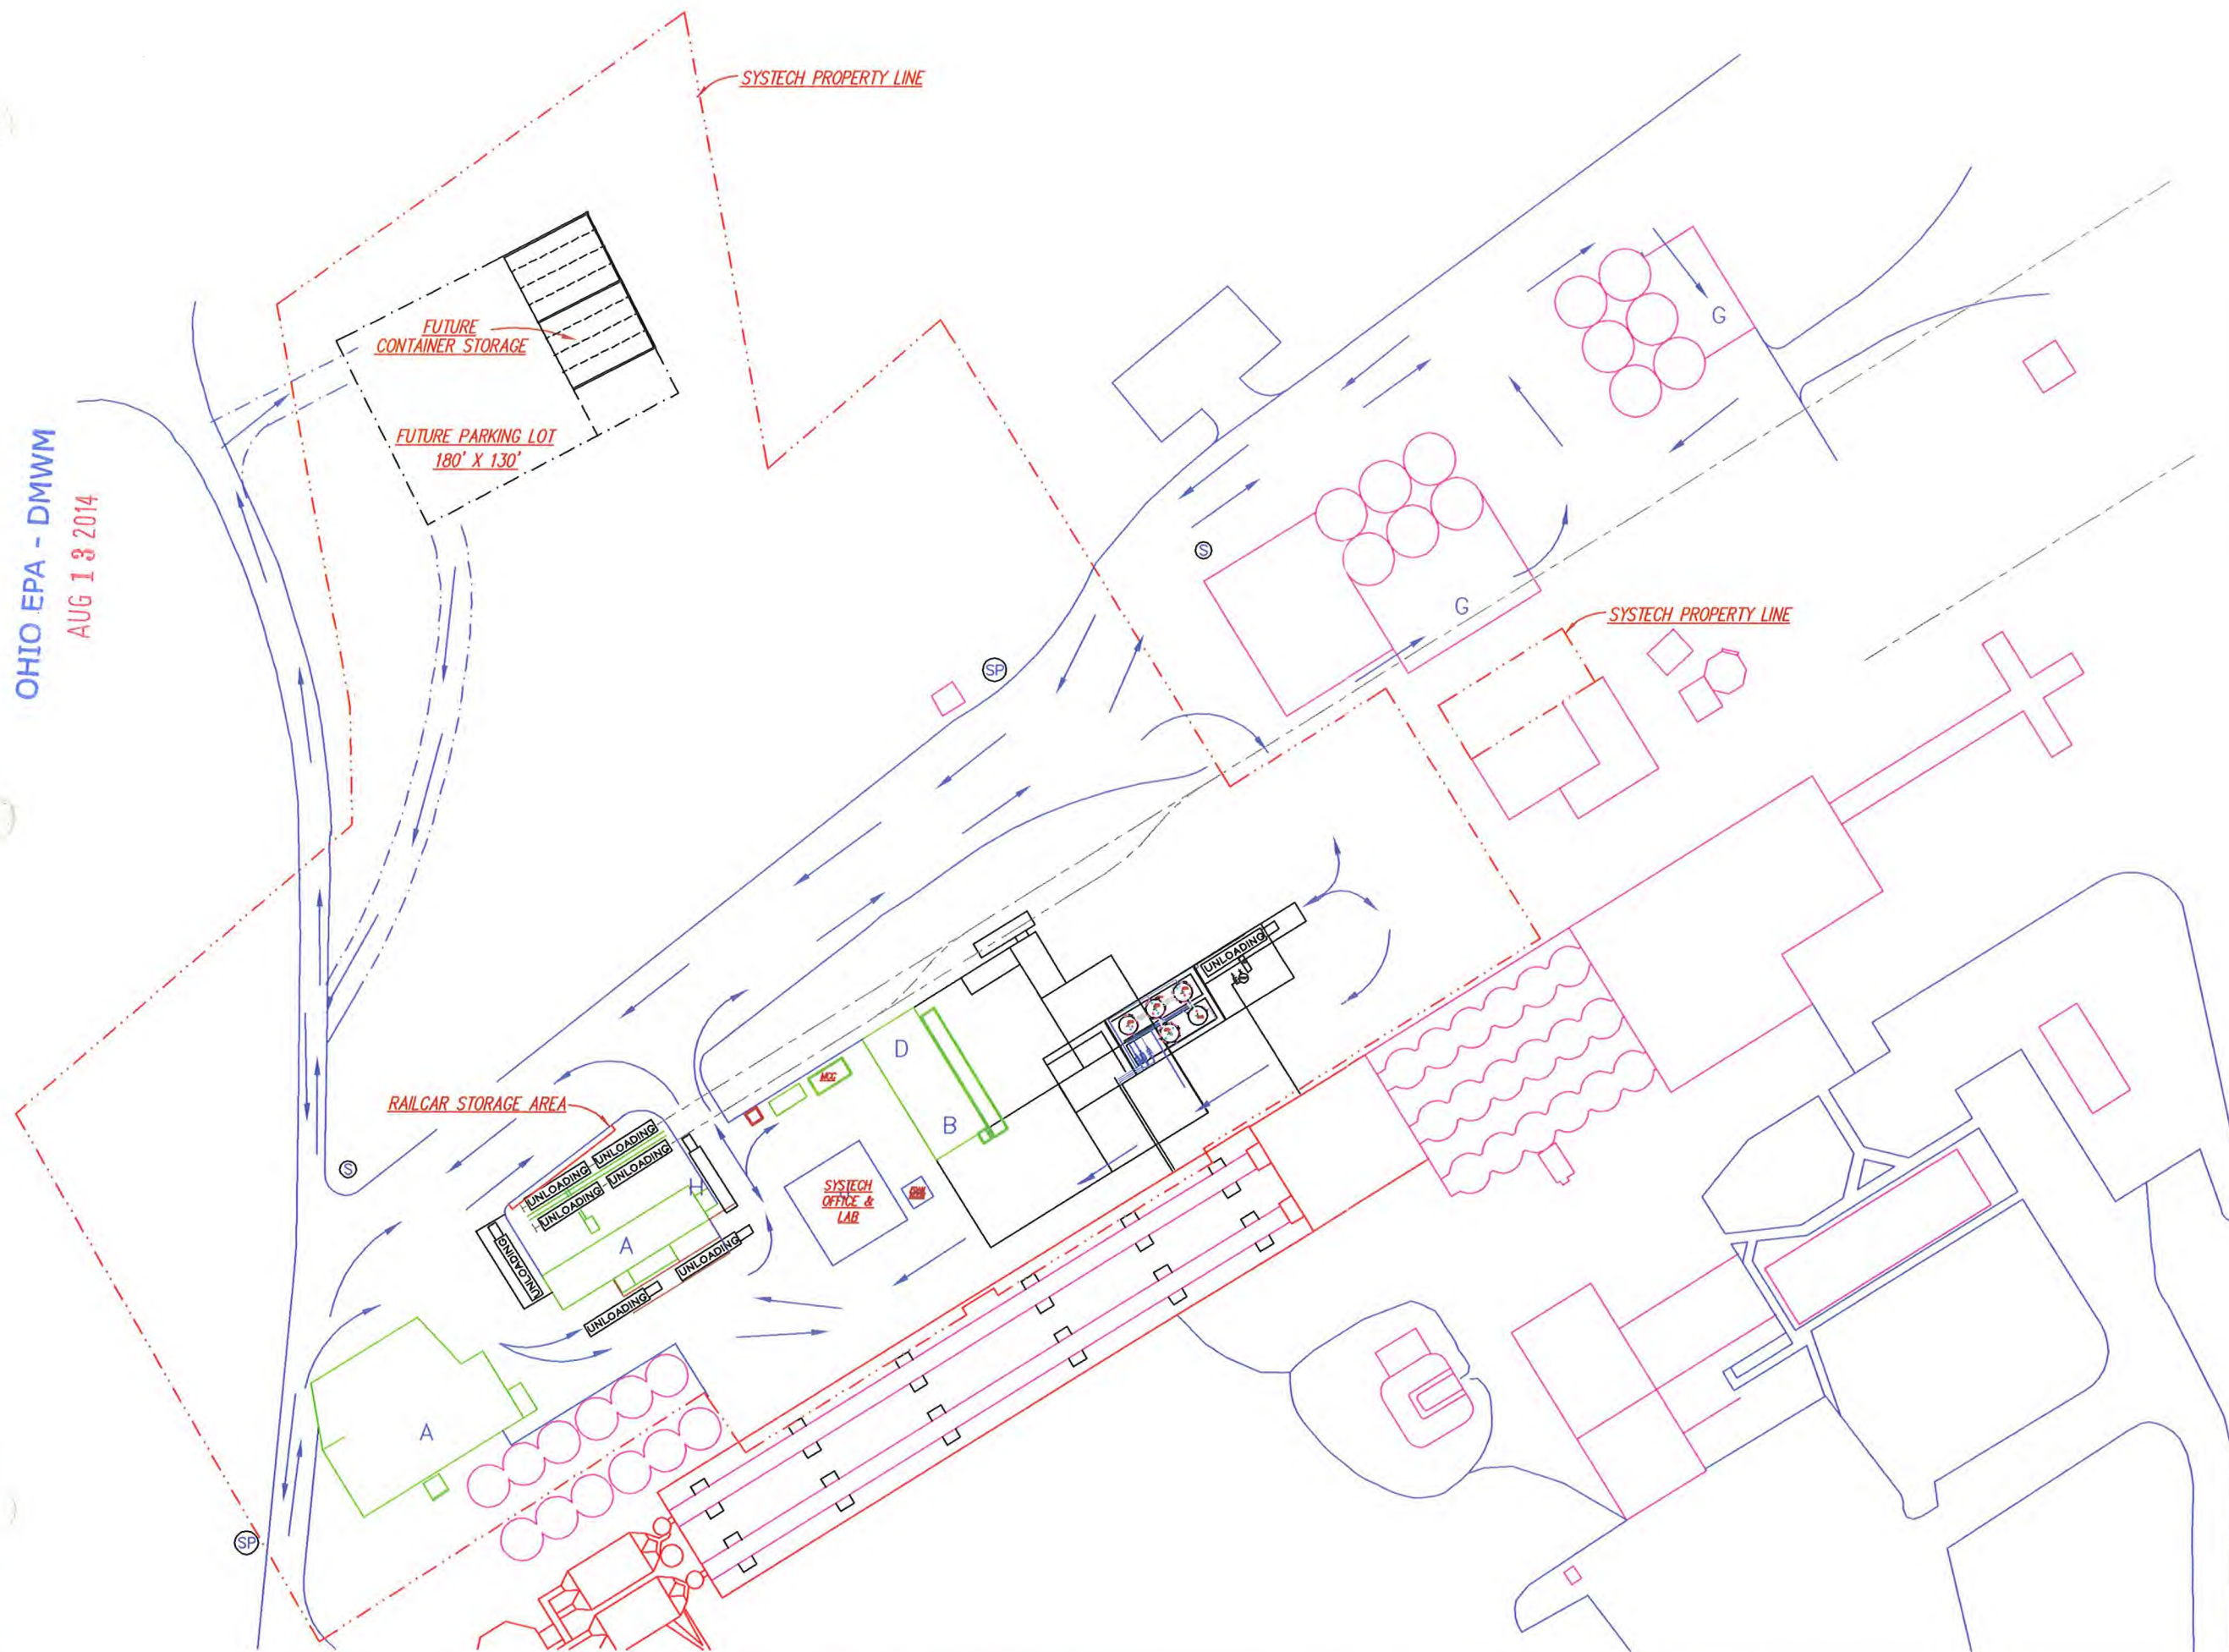 SYSTECH PROPERTY LINE
FUTURE
CONTAINER STORAGE
FUTURE PARKING LOT
180' X 130'
OHIO EPA - DMWM
AUG 13 2014
G
G
S
SYSTECH PROPERTY LINE
SP
UNLOADING
D
MCC
B
RAILCAR STORAGE AREA
UNLOADING
UNLOADING
UNLOADING
UNLOADING
S
H
SYSTECH
OFFICE &
LAB
A
UNLOADING
UNLOADING
UNLOADING
A
SP